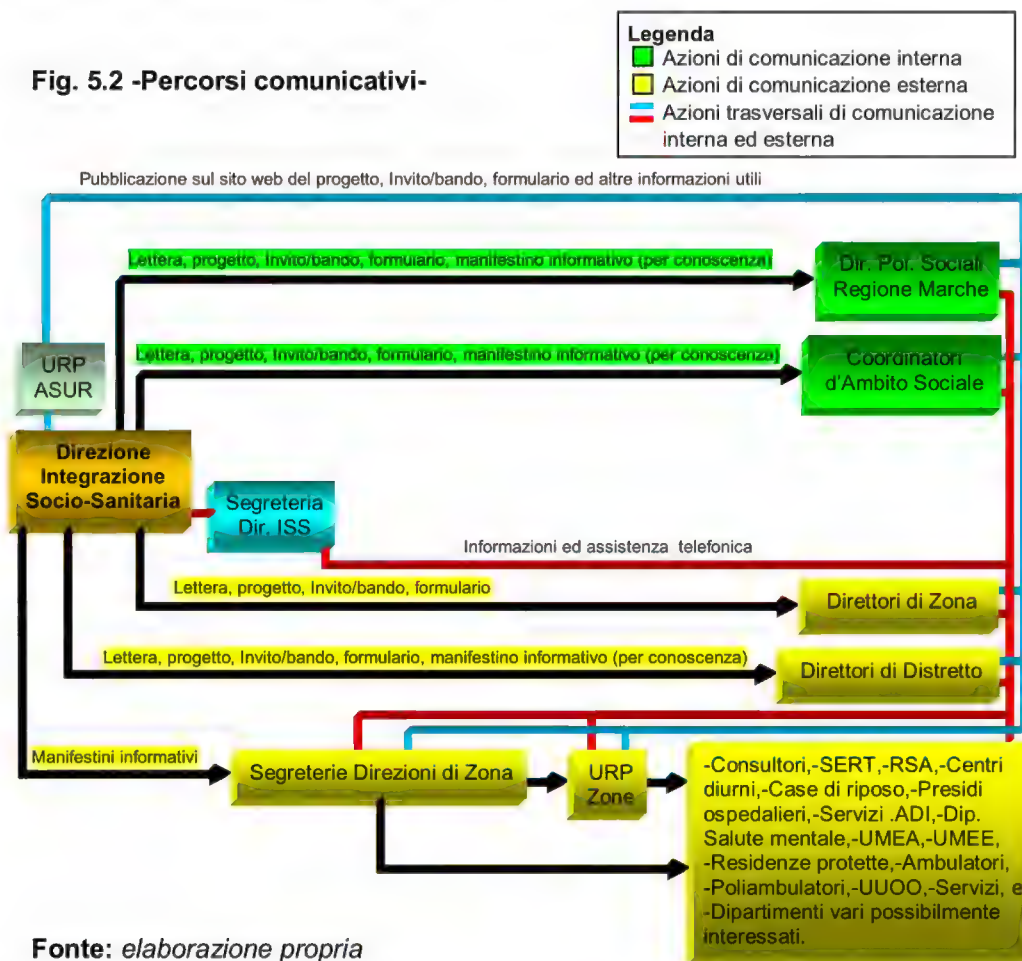 Fig. 5.2 -Percorsi comunicativi-
Legenda
Azioni di comunicazione interna
Azioni di comunicazione esterna
Azioni trasversali di comunicazione
interna ed esterna
Pubblicazione sul sito web del progetto, Invito/bando, formulario ed altre informazioni utili
Lettera, progetto, Invito/bando, formulario, manifestino informativo (per conoscenza)
Dir. Pol. Sociali
Regione Marche
URP
ASUR
Lettera, progetto, Invito/bando, formulario, manifestino informativo (per conoscenza)
Coordinatori
d'Ambito Sociale
Direzione
Integrazione
Socio-Sanitaria
Segreteria
Dir. ISS
Informazioni ed assistenza telefonica
Lettera, progetto, Invito/bando, formulario
Direttori di Zona
Lettera, progetto, Invito/bando, formulario, manifestino informativo (per conoscenza)
Direttori di Distretto
Manifestini informativi
Segreterie Direzioni di Zona
URP
Zone
-Consultori,-SERT,-RSA,-Centri
diurni,-Case di riposo,-Presidi
ospedalieri,-Servizi .ADI,-Dip.
Salute mentale,-UMEA,-UMEE,
-Residenze protette,-Ambulatori,
-Poliambulatori,-UUOO,-Servizi, e
-Dipartimenti vari possibilmente
interessati.
Fonte: elaborazione propria